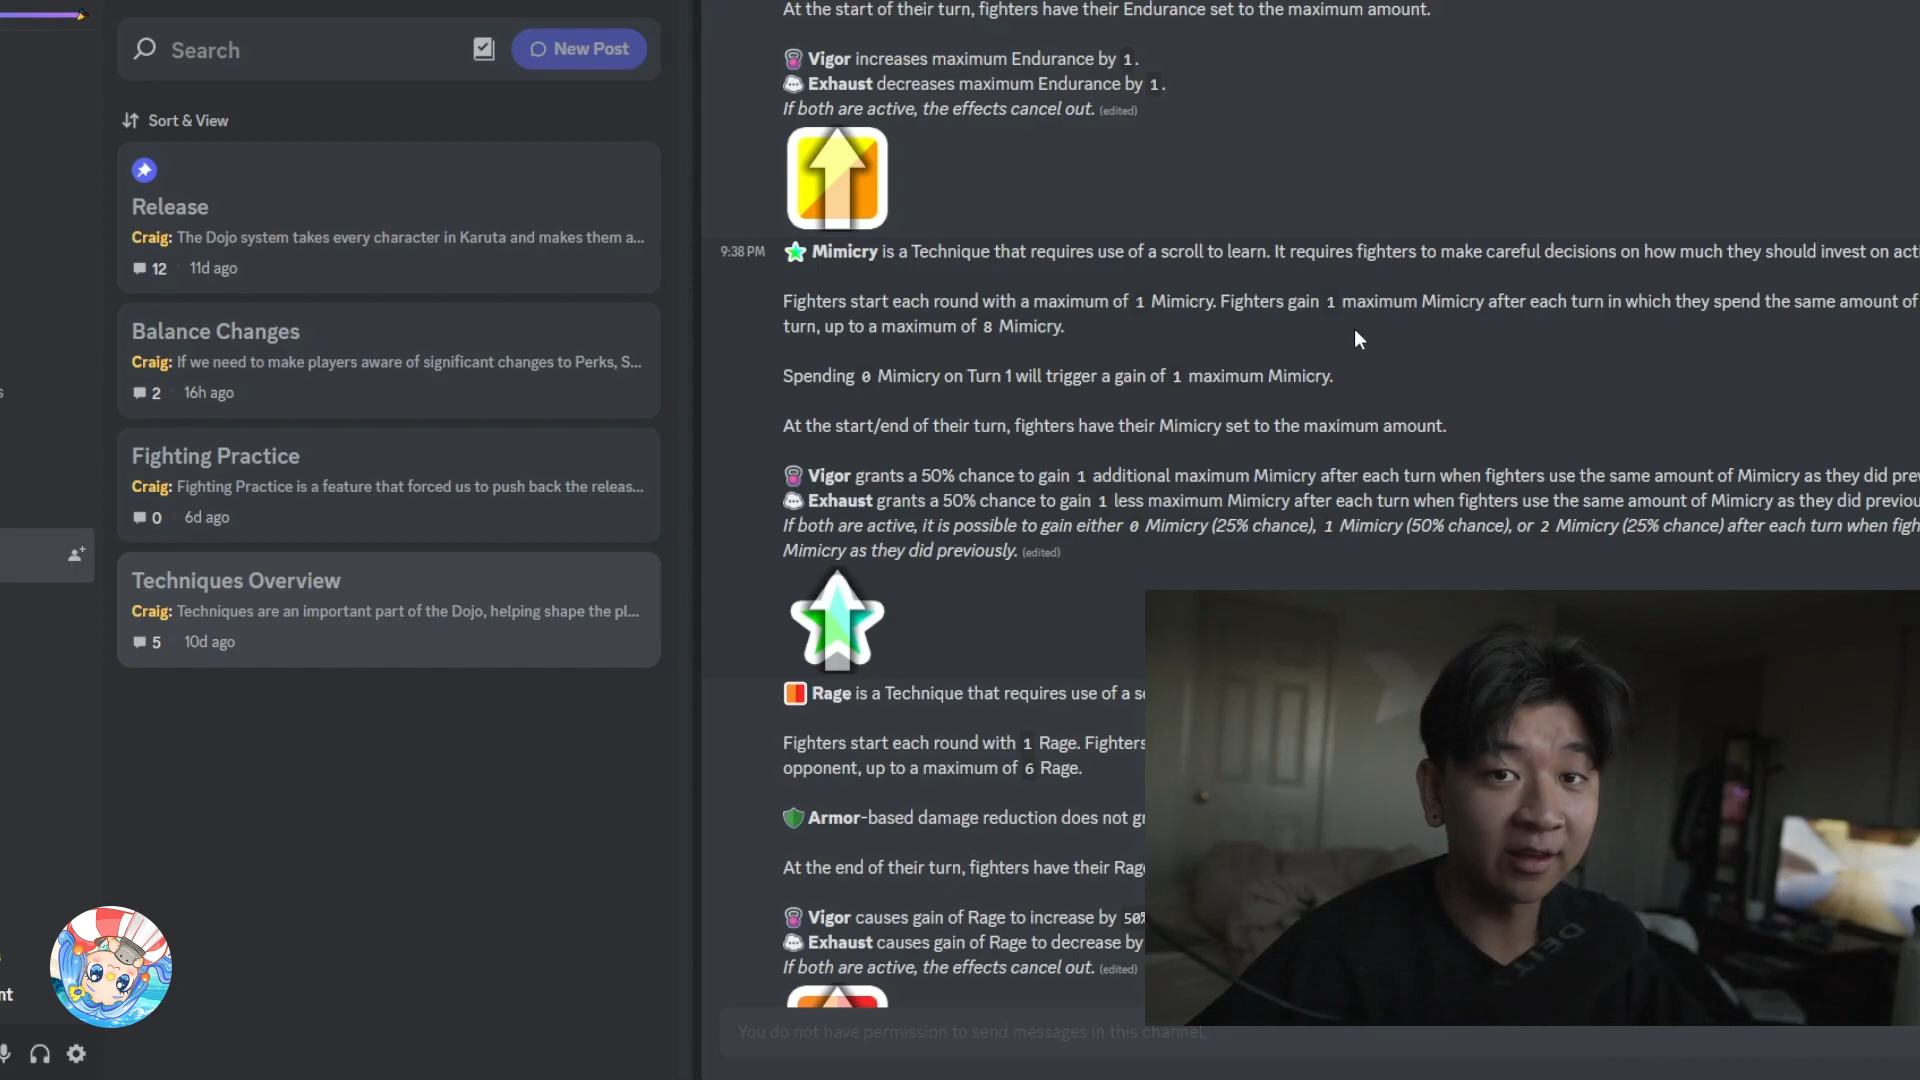 Search
New Post
Sort & View
Release
Craig: The Dojo system takes every character in Karuta and makes them a...
12 11d ago
Balance Changes
Craig: If we need to make players aware of significant changes to Perks, S...
2 16h ago
Fighting Practice
Craig: Fighting Practice is a feature that forced us to push back the releas...
0 6d ago
Techniques Overview
Craig: Techniques are an important part of the Dojo, helping shape the pl...
5 10d ago
nt
At the start of their turn, fighters have their Endurance set to the maximum amount.
Vigor increases maximum Endurance by 1.
Exhaust decreases maximum Endurance by 1.
If both are active, the effects cancel out. (edited)
9:38 PM Mimicry is a Technique that requires use of a scroll to learn. It requires fighters to make careful decisions on how much they should invest on acti
Fighters start each round with a maximum of 1 Mimicry. Fighters gain 1 maximum Mimicry after each turn in which they spend the same amount of
turn, up to a maximum of 8 Mimicry.
Spending 0 Mimicry on Turn 1 will trigger a gain of 1 maximum Mimicry.
At the start/end of their turn, fighters have their Mimicry set to the maximum amount.
Vigor grants a 50% chance to gain 1 additional maximum Mimicry after each turn when fighters use the same amount of Mimicry as they did pre
Exhaust grants a 50% chance to gain 1 less maximum Mimicry after each turn when fighters use the same amount of Mimicry as they did previou
If both are active, it is possible to gain either 0 Mimicry (25% chance), 1 Mimicry (50% chance), or 2 Mimicry (25% chance) after each turn when figh
Mimicry as they did previously. (edited)
Rage is a Technique that requires use of a s
Fighters start each round with 1 Rage. Fighters
opponent, up to a maximum of 6 Rage.
Armor-based damage reduction does not g
At the end of their turn, fighters have their Rag
Vigor causes gain of Rage to increase by 50%
Exhaust causes gain of Rage to decrease by
If both are active, the effects cancel out. (edited)
You do not have permission to send messages in this channel.